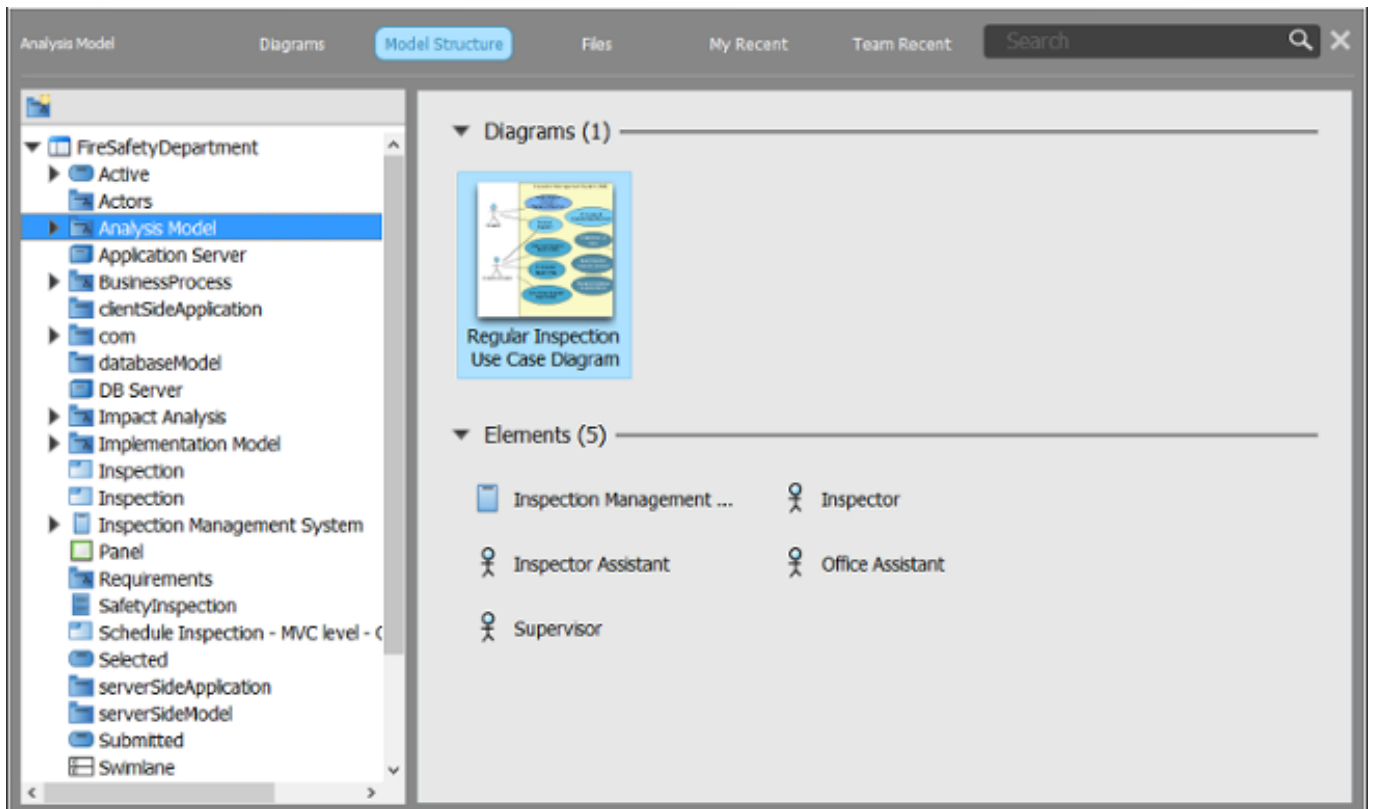 Analysis Model
Diagrams
Model Structure
Files
My Recent
Team Recent
Search
FireSafetyDepartment
Active
Actors
Analysis Model
Application Server
BusinessProcess
clientSideApplication
com
databaseModel
DB Server
Impact Analysis
Implementation Model
Inspection
Inspection
Inspection Management System
Panel
Requirements
SafetyInspection
Schedule Inspection - MVC level - C
Selected
serverSideApplication
serverSideModel
Submitted
Swimlane
Diagrams (1)
Regular Inspection
Use Case Diagram
Elements (5)
Inspection Management ...
Inspector
Inspector Assistant
Office Assistant
Supervisor